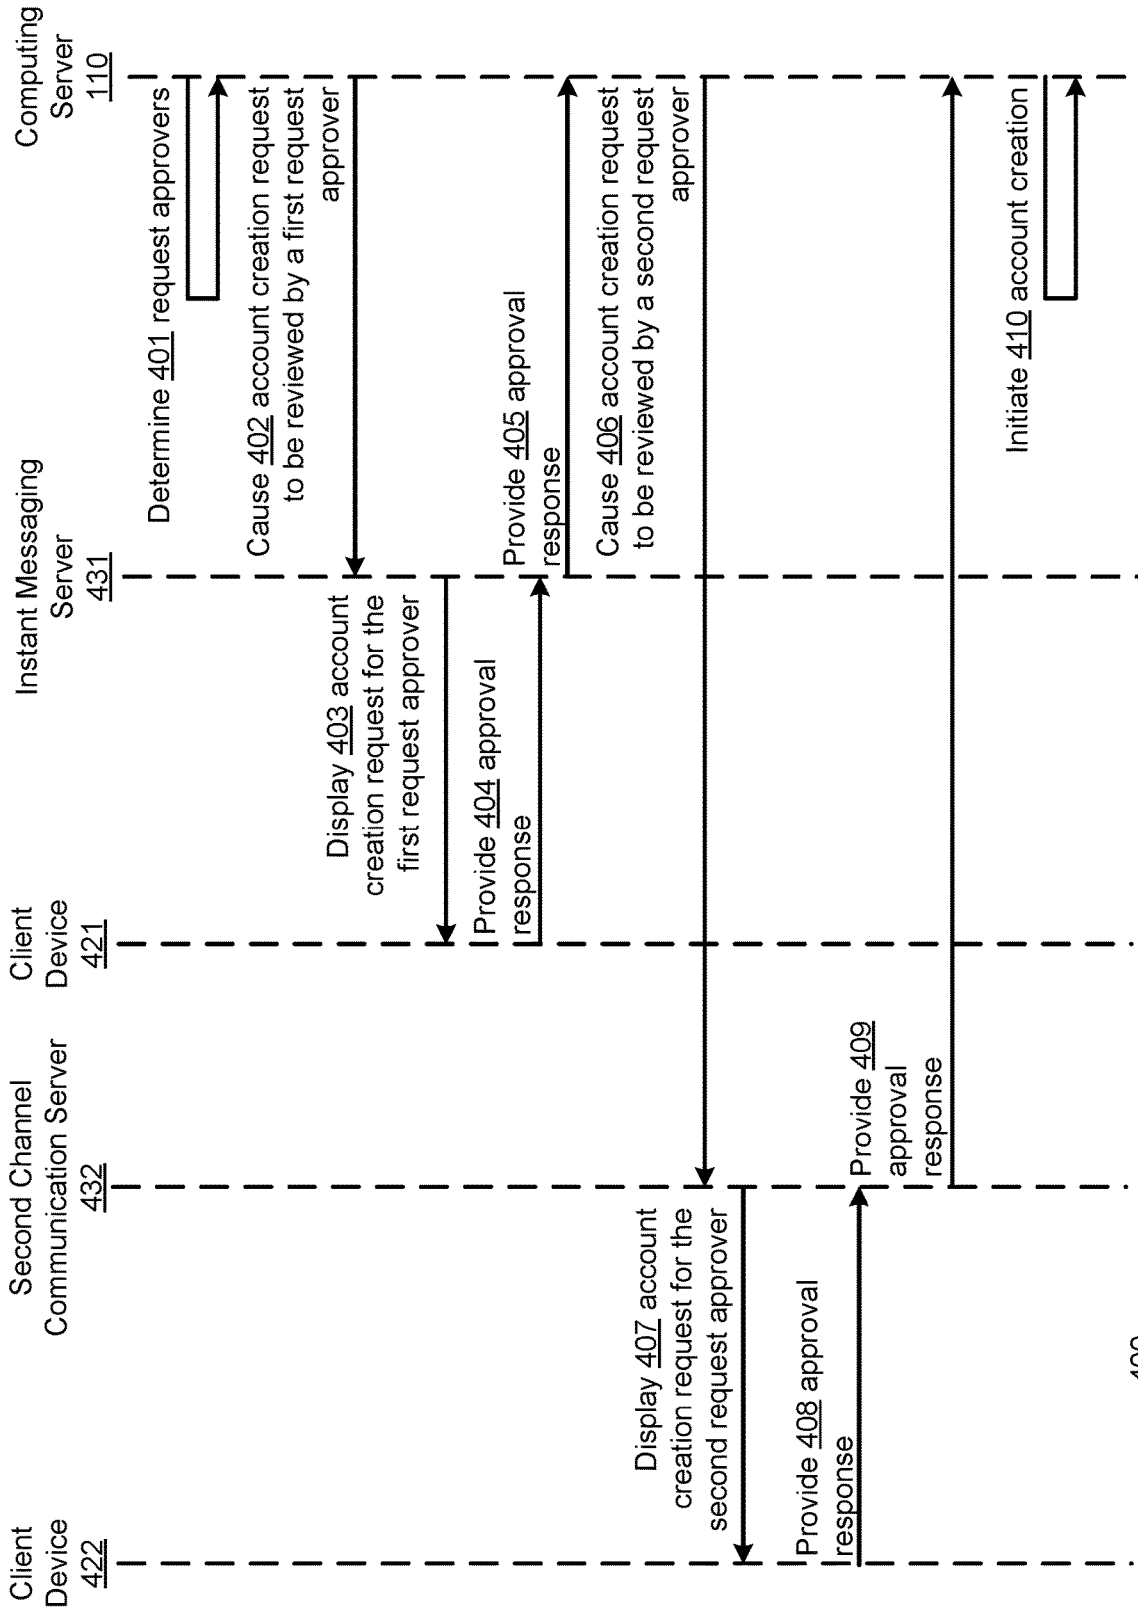 Client
Device
422
Second Channel
Communication Server
432
Client
Device
421
Instant Messaging
Server
431
Computing
Server
110
Determine 401 request approvers
Cause 402 account creation request
to be reviewed by a first request
approver
Display 403 account
creation request for the
first request approver
Provide 404 approval
response
Provide 405 approval
response
Cause 406 account creation request
to be reviewed by a second request
approver
Display 407 account
creation request for the
second request approver
Provide 408 approval
response
Provide 409
approval
response
Initiate 410 account creation